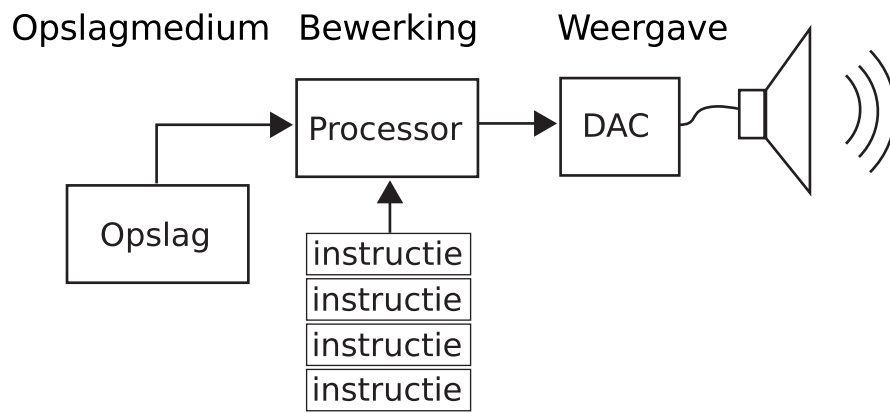 Opslagmedium
Bewerking
Weergave
Processor
DAC
Opslag
instructie
instructie
instructie
instructie